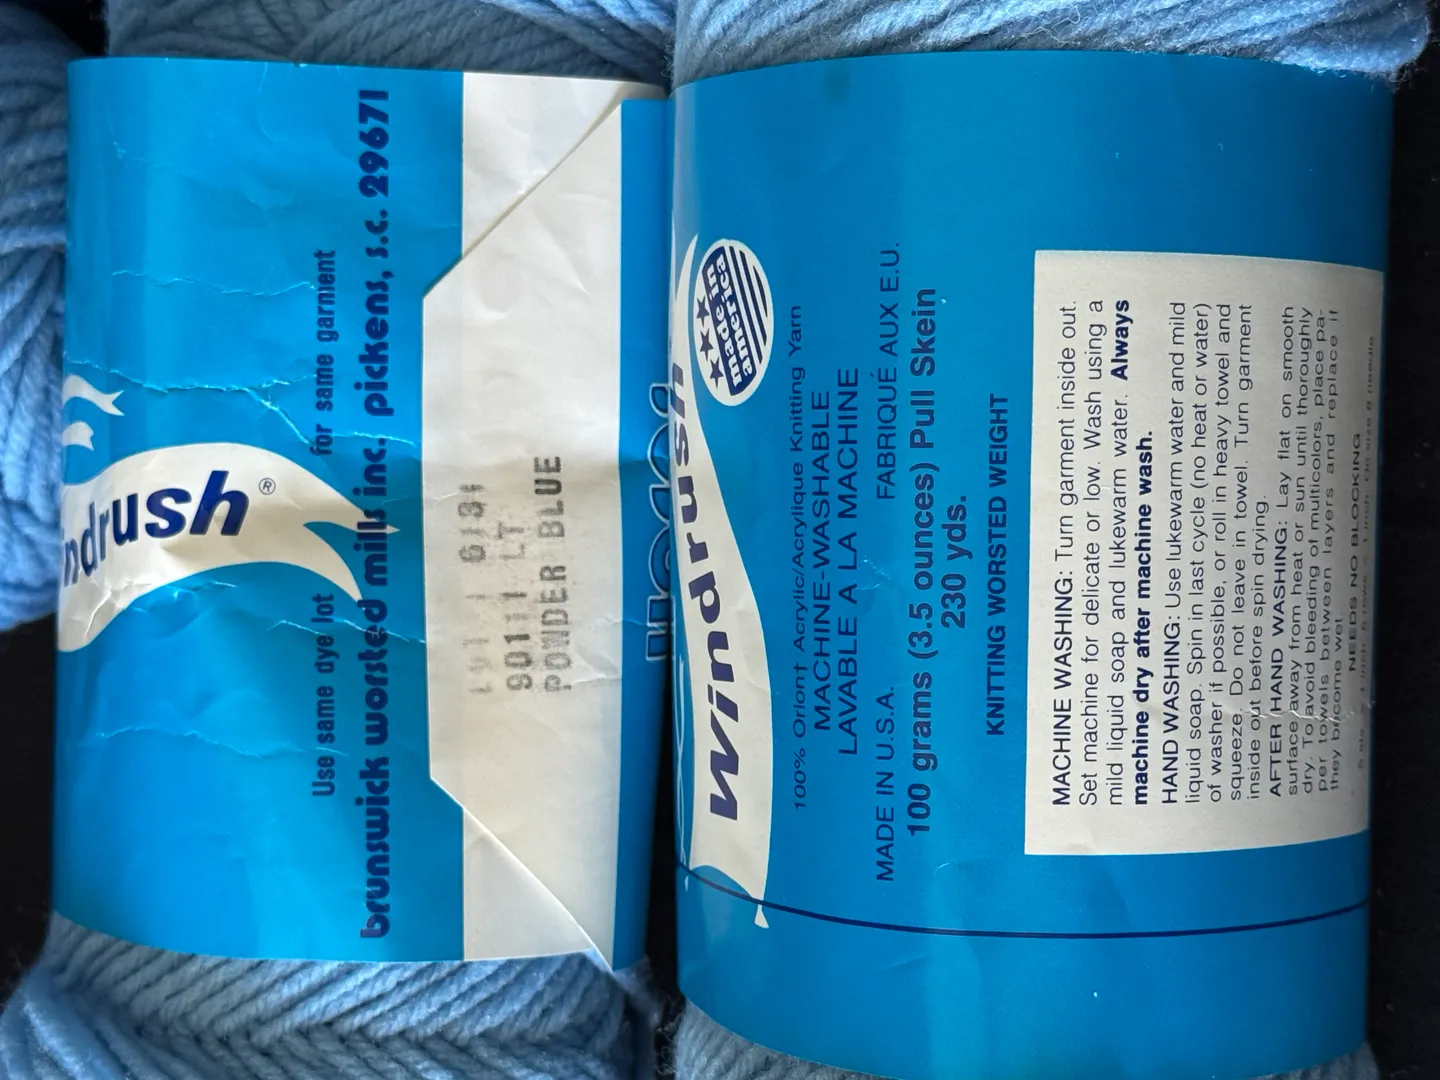 windrush®
Use same dye lot for same garment
brunswick worsted mills inc. pickens, s.c. 29671
90111 LT
POWDER BLUE
windrush
made in america
100% Orlon† Acrylic/Acrylique Knitting Yarn
MACHINE-WASHABLE
LAVABLE A LA MACHINE
MADE IN U.S.A. FABRIQUÉ AUX E.U.
100 grams (3.5 ounces) Pull Skein
230 yds.
KNITTING WORSTED WEIGHT
MACHINE WASHING: Turn garment inside out.
Set machine for delicate or low. Wash using a
mild liquid soap and lukewarm water. Always
machine dry after machine wash.
HAND WASHING: Use lukewarm water and mild
liquid soap. Spin in last cycle (no heat or water)
of washer if possible, or roll in heavy towel and
squeeze. Do not leave in towel. Turn garment
inside out before spin drying.
AFTER HAND WASHING: Lay flat on smooth
surface away from heat or sun until thoroughly
dry. To avoid bleeding of multicolors, place pa-
per towels between layers and replace if
they become wet.
NEEDS NO BLOCKING